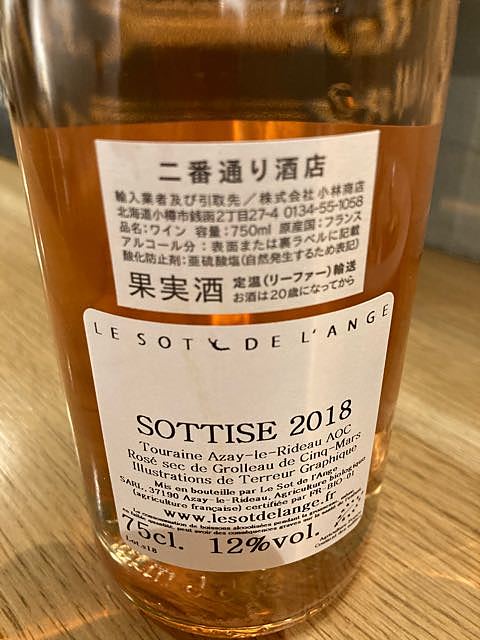 二番通り酒店
輸入業者及び引取先／株式会社 小林商店
北海道小樽市銭函2丁目27-4 0134-55-1058
品名:ワイン 容量:750ml 原産国:フランス
アルコール分:表面または裏ラベルに記載
酸化防止剤:亜硫酸塩(自然発生するため表記)
果実酒 定温(リーファー)輸送
お酒は20歳になってから
LE SOT DE L'ANGE
SOTTISE 2018
Touraine Azay-le-Rideau AOC
Rosé sec de Grolleau de Cinq-Mars
Illustrations de Terreur Graphique
Mis en bouteille par Le Sot de l'Ange
SARL, 37190 Azay-le-Rideau, Agriculture biologique
(agriculture française) certifiée par FR-BIO-01
www.lesotdelange.fr
75cl. 12%vol.
Lot s18